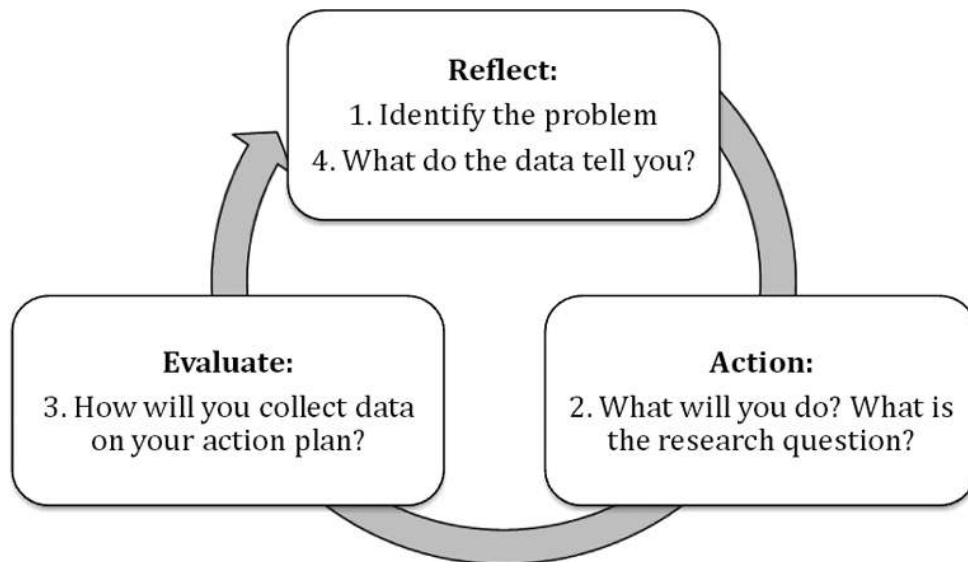 Reflect:
1. Identify the problem
4. What do the data tell you?
Evaluate:
3. How will you collect data
on your action plan?
Action:
2. What will you do? What is
the research question?